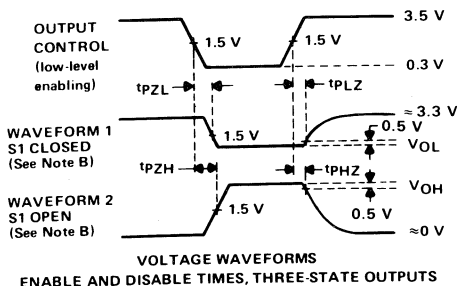 OUTPUT
CONTROL
(low-level
enabling)
3.5 V
1.5 V
1.5 V
0.3 V
tPZL
tPLZ
WAVEFORM 1
S1 CLOSED
(See Note B)
1.5 V
≈3.3 V
0.5 V
VOL
tPZH
tPHZ
WAVEFORM 2
S1 OPEN
(See Note B)
1.5 V
VOH
0.5 V
≈0 V
VOLTAGE WAVEFORMS
ENABLE AND DISABLE TIMES, THREE-STATE OUTPUTS